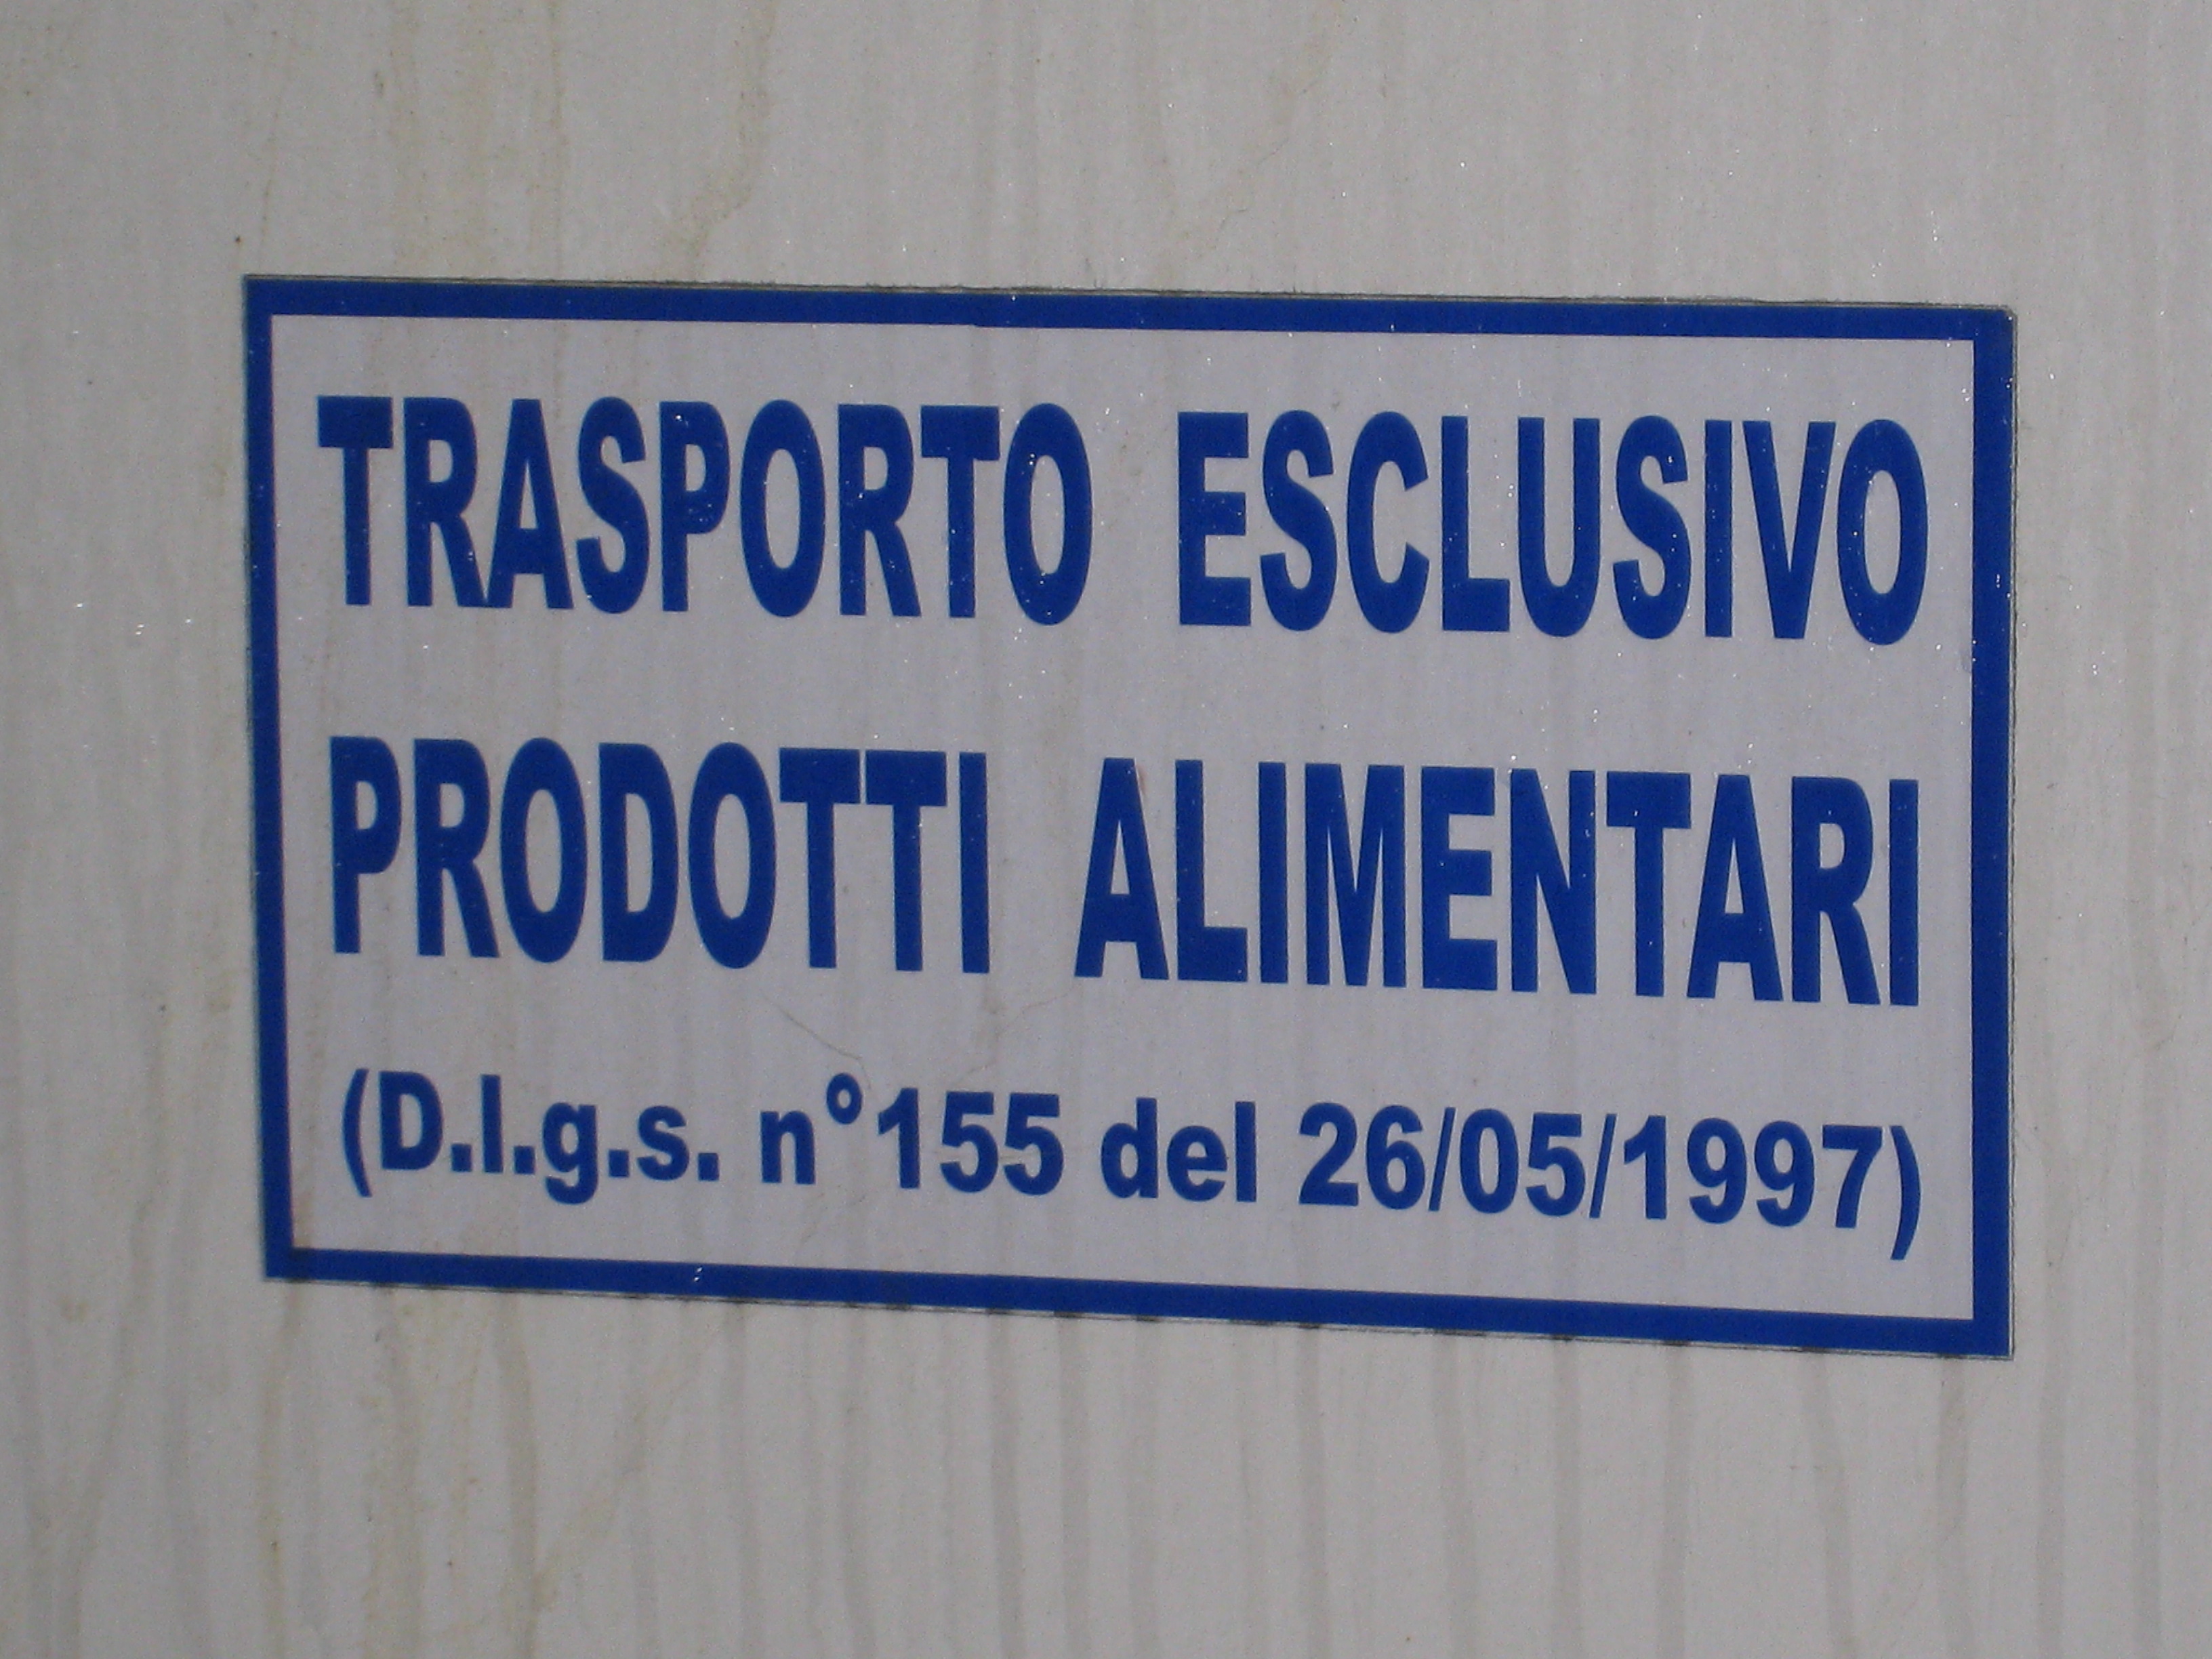 TRASPORTO ESCLUSIVO
PRODOTTI ALIMENTARI
(D.l.g.s. n°155 del 26/05/1997)